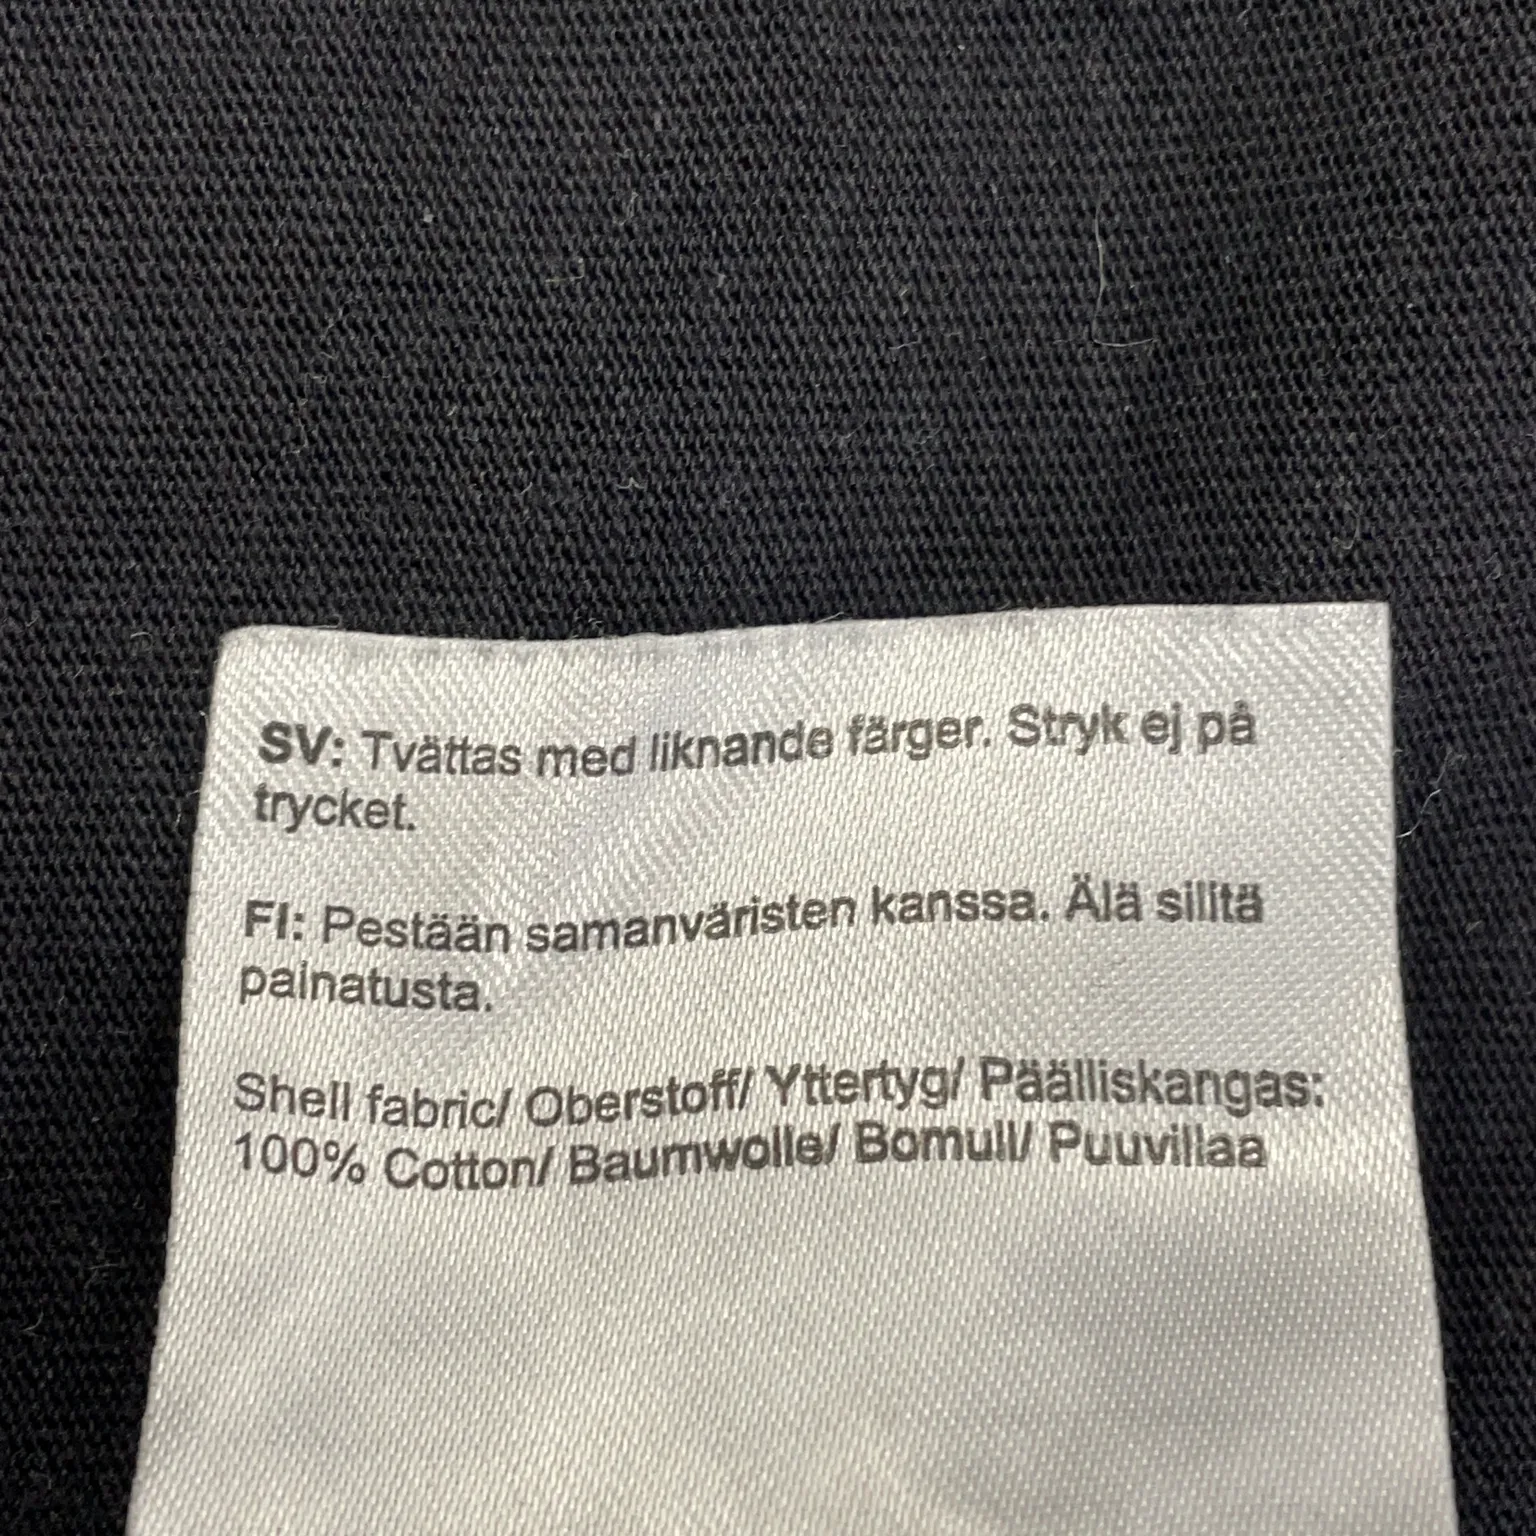 SV: Tvättas med liknande färger. Stryk ej på
trycket.
FI: Pestään samanväristen kanssa. Älä silitä
painatusta.
Shell fabric/ Oberstoff/ Yttertyg/ Päälliskangas:
100% Cotton/ Baumwolle/ Bomull/ Puuvillaa